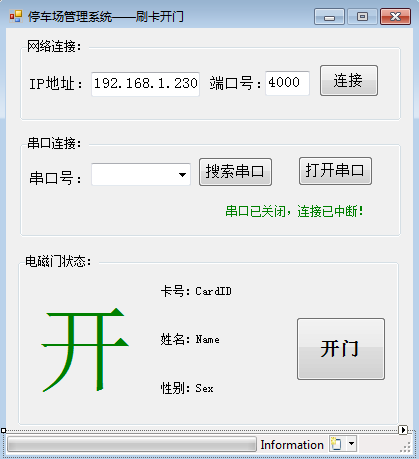 停车场管理系统——刷卡开门
网络连接：
IP地址： 192.168.1.230 端口号： 4000 连接
串口连接：
串口号： 搜索串口 打开串口
串口已关闭，连接已中断！
电磁门状态：
开
卡号：CardID
姓名：Name
性别：Sex
开门
Information